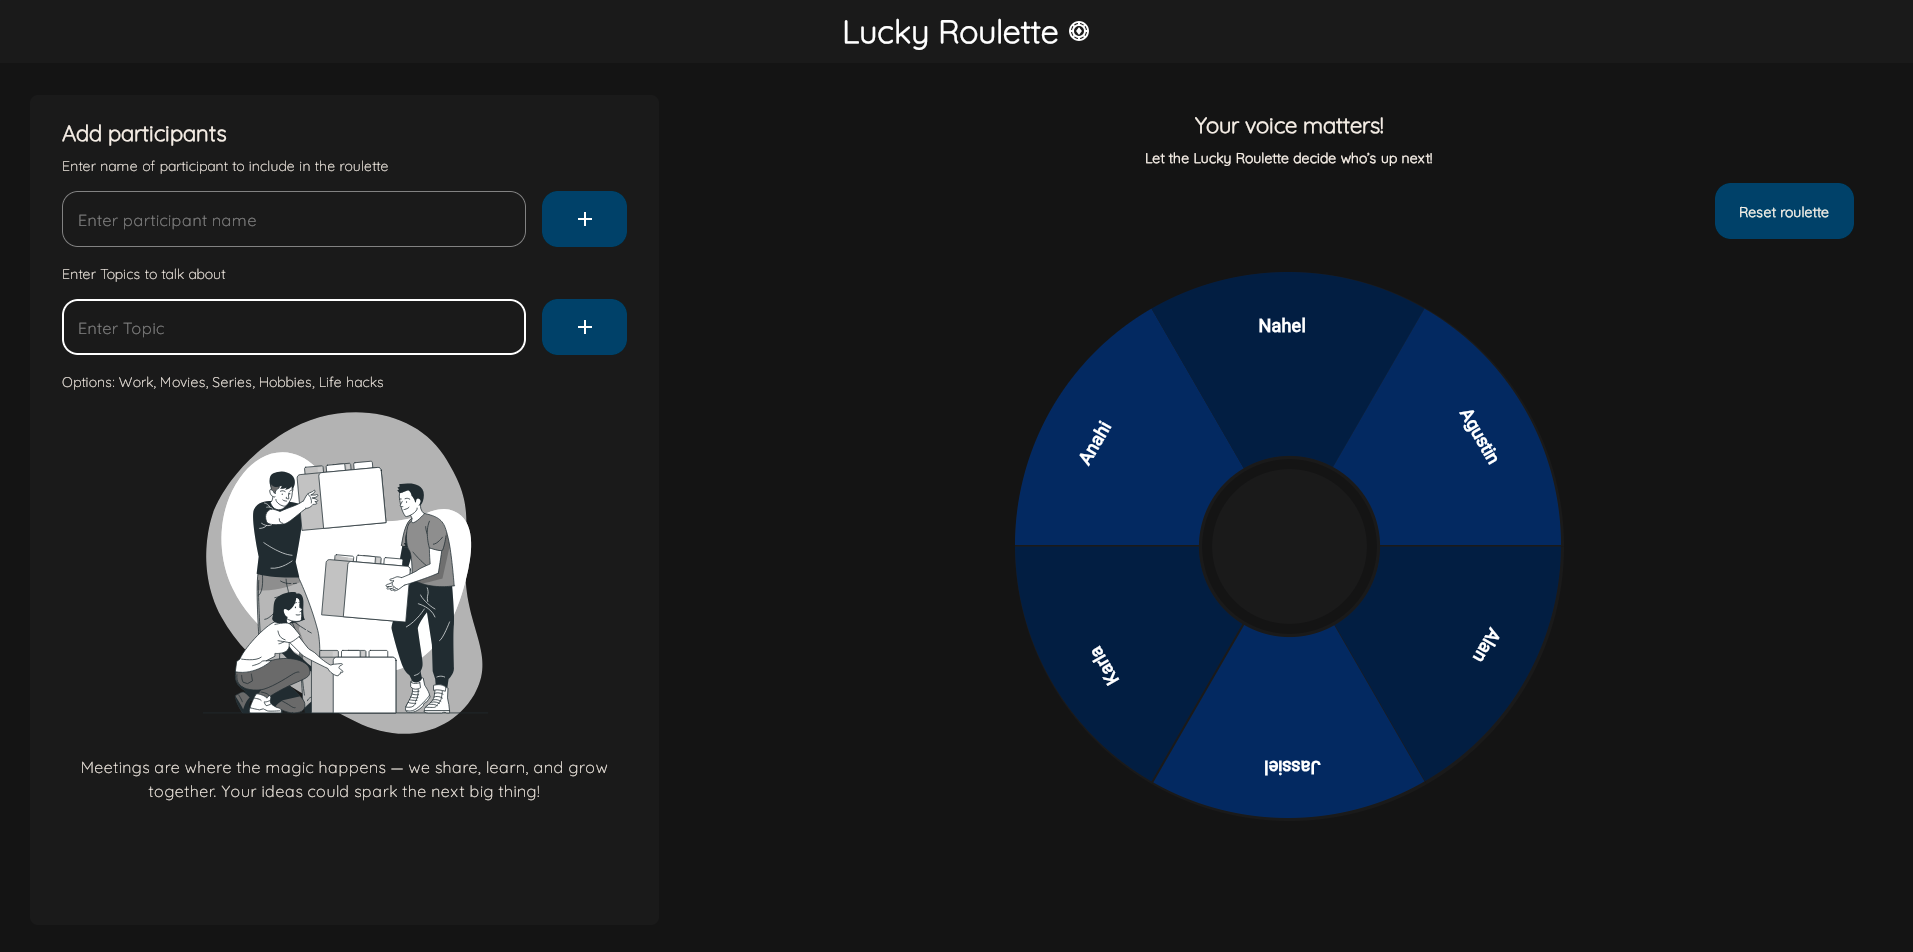 Lucky Roulette
Add participants
Enter name of participant to include in the roulette
Enter participant name
+
Enter Topics to talk about
Enter Topic
+
Options: Work, Movies, Series, Hobbies, Life hacks
Meetings are where the magic happens — we share, learn, and grow
together. Your ideas could spark the next big thing!
Your voice matters!
Let the Lucky Roulette decide who's up next!
Reset roulette
Nahel
Agustin
Alan
Jassiel
Karla
Anahi